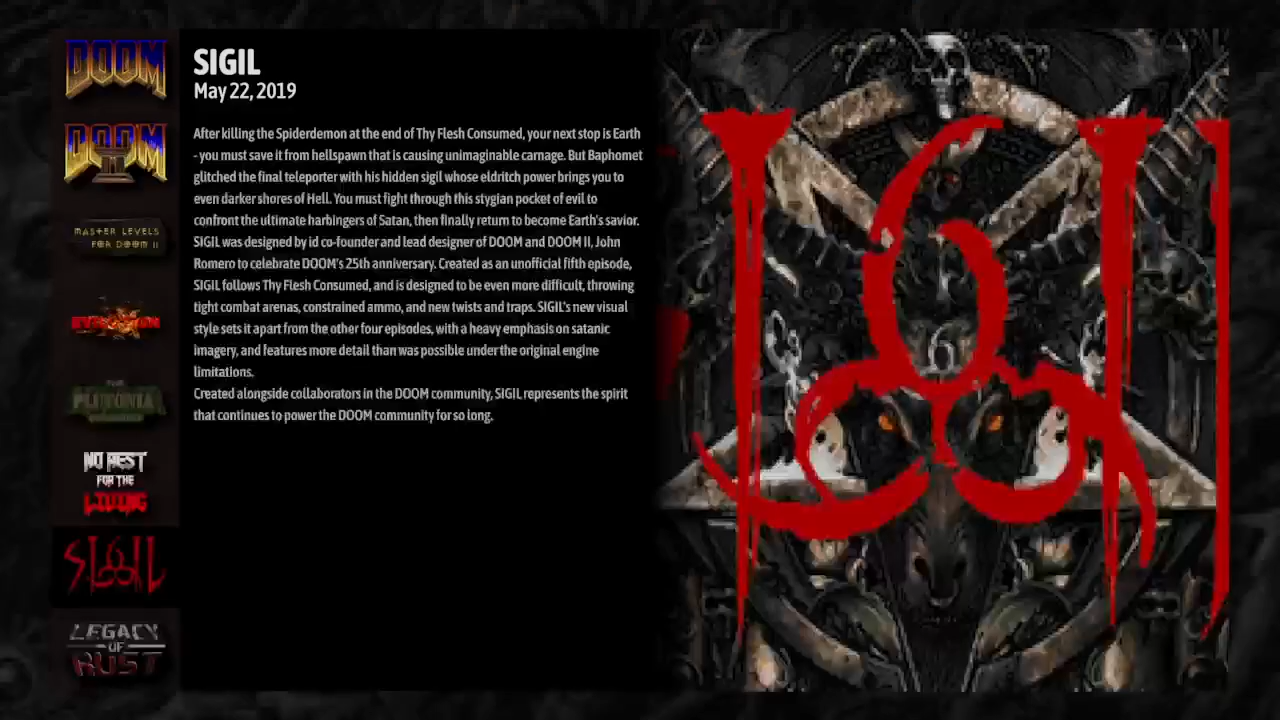 DOOM
DOOM
II
MASTER LEVELS
FOR DOOM II
EVILUTION
THE
PLUTONIA
NO REST
FOR THE
LIVING
SIGIL
LEGACY
OF
RUST
SIGIL
May 22, 2019
After killing the Spiderdemon at the end of Thy Flesh Consumed, your next stop is Earth
- you must save it from hellspawn that is causing unimaginable carnage. But Baphomet
glitched the final teleporter with his hidden sigil whose eldritch power brings you to
even darker shores of Hell. You must fight through this stygian pocket of evil to
confront the ultimate harbingers of Satan, then finally return to become Earth's savior.
SIGIL was designed by id co-founder and lead designer of DOOM and DOOM II, John
Romero to celebrate DOOM's 25th anniversary. Created as an unofficial fifth episode,
SIGIL follows Thy Flesh Consumed, and is designed to be even more difficult, throwing
tight combat arenas, constrained ammo, and new twists and traps. SIGIL's new visual
style sets it apart from the other four episodes, with a heavy emphasis on satanic
imagery, and features more detail than was possible under the original engine
limitations.
Created alongside collaborators in the DOOM community, SIGIL represents the spirit
that continues to power the DOOM community for so long.
6